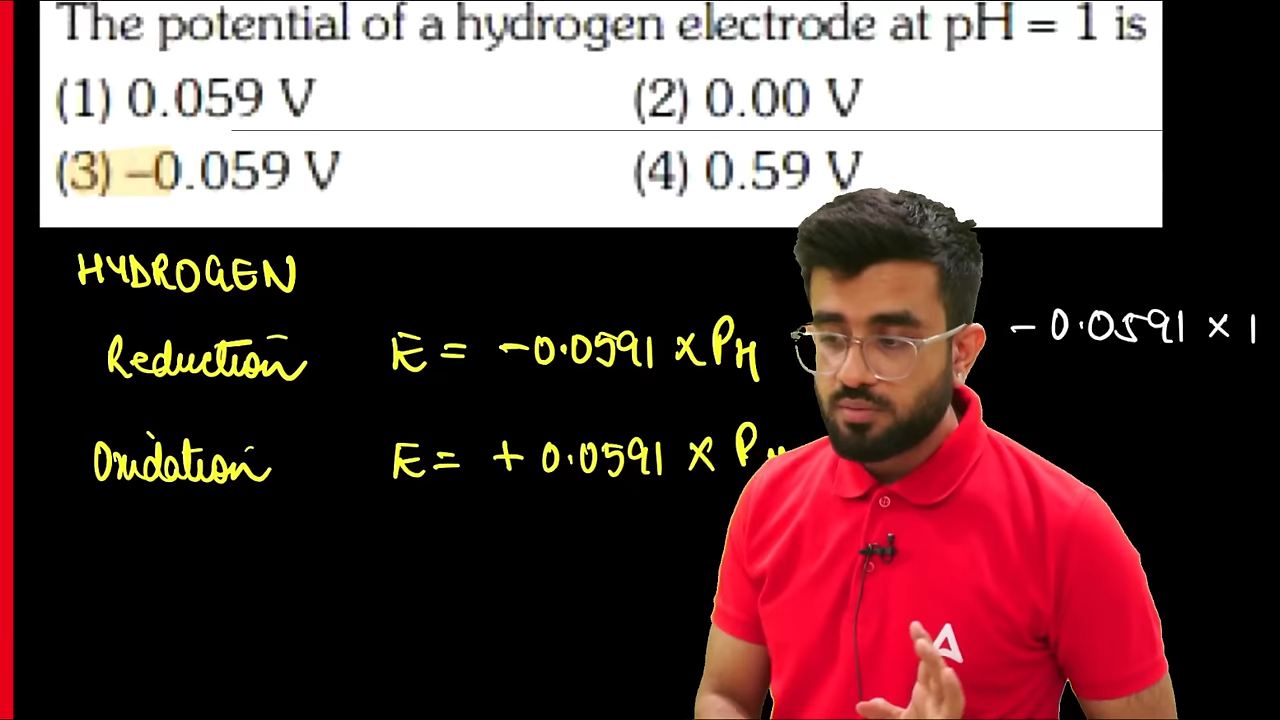 The potential of a hydrogen electrode at pH = 1 is
(1) 0.059 V (2) 0.00 V
(3) –0.059 V (4) 0.59 V
HYDROGEN
Reduction E = -0.0591 × PH -0.0591 × 1
Oxidation E = + 0.0591 × P